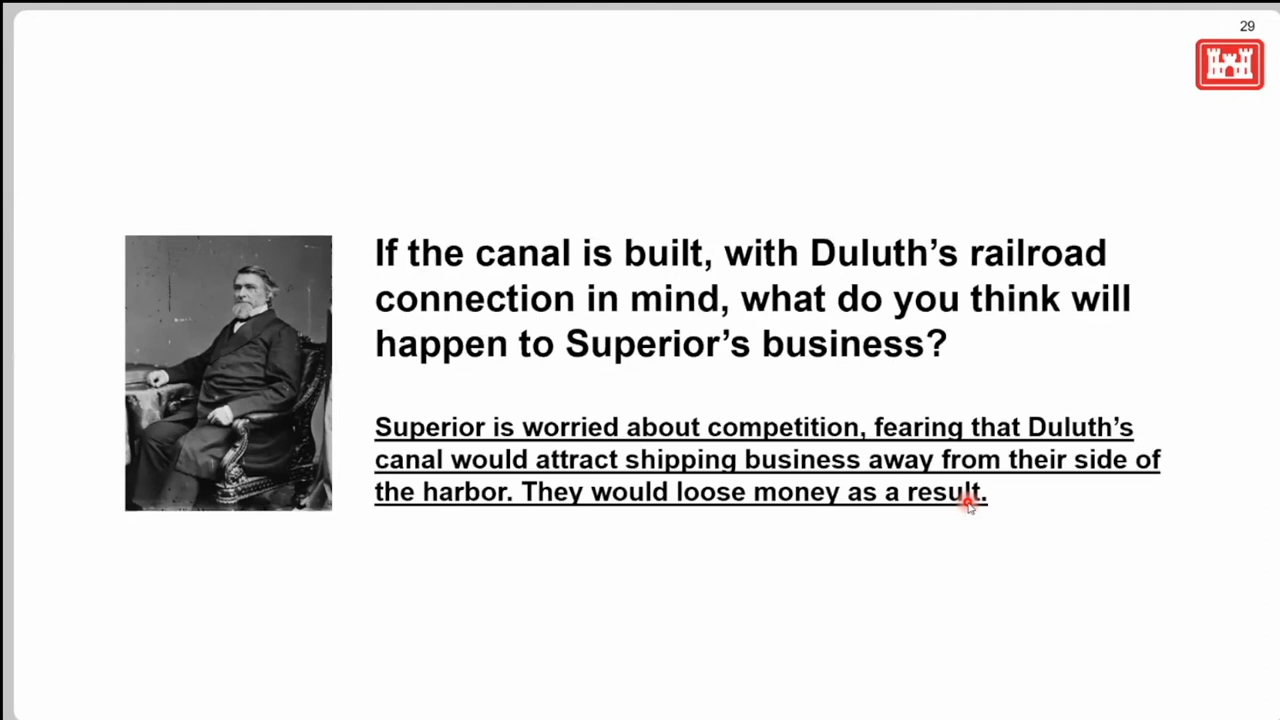 29
If the canal is built, with Duluth’s railroad
connection in mind, what do you think will
happen to Superior’s business?
Superior is worried about competition, fearing that Duluth’s
canal would attract shipping business away from their side of
the harbor. They would loose money as a result.